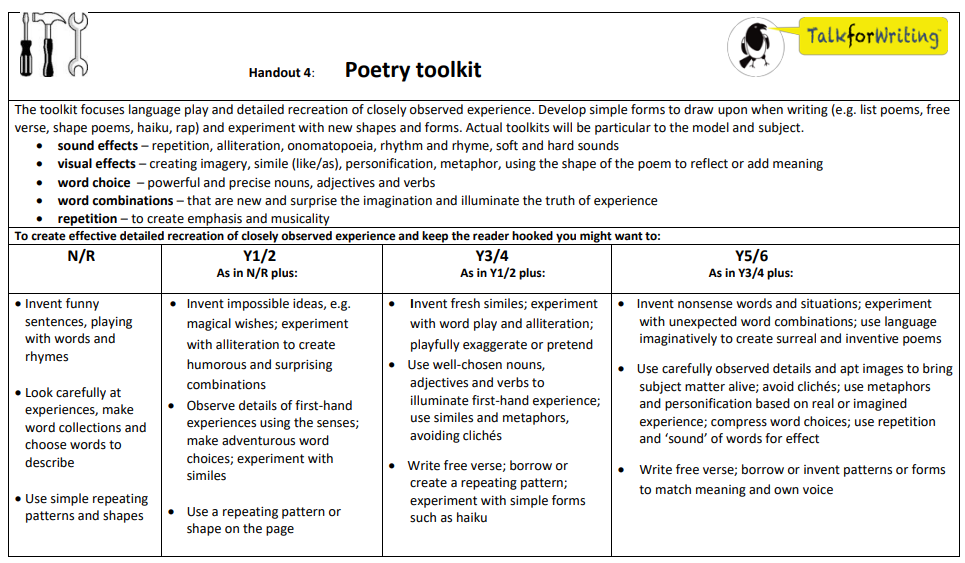 TalkforWriting
Handout 4: Poetry toolkit
The toolkit focuses language play and detailed recreation of closely observed experience. Develop simple forms to draw upon when writing (e.g. list poems, free
verse, shape poems, haiku, rap) and experiment with new shapes and forms. Actual toolkits will be particular to the model and subject.
• sound effects – repetition, alliteration, onomatopoeia, rhythm and rhyme, soft and hard sounds
• visual effects – creating imagery, simile (like/as), personification, metaphor, using the shape of the poem to reflect or add meaning
• word choice – powerful and precise nouns, adjectives and verbs
• word combinations – that are new and surprise the imagination and illuminate the truth of experience
• repetition – to create emphasis and musicality
To create effective detailed recreation of closely observed experience and keep the reader hooked you might want to:
N/R
• Invent funny
sentences, playing
with words and
rhymes
• Look carefully at
experiences, make
word collections and
choose words to
describe
• Use simple repeating
patterns and shapes
Y1/2
As in N/R plus:
• Invent impossible ideas, e.g.
magical wishes; experiment
with alliteration to create
humorous and surprising
combinations
• Observe details of first-hand
experiences using the senses;
make adventurous word
choices; experiment with
similes
• Use a repeating pattern or
shape on the page
Y3/4
As in Y1/2 plus:
• Invent fresh similes; experiment
with word play and alliteration;
playfully exaggerate or pretend
• Use well-chosen nouns,
adjectives and verbs to
illuminate first-hand experience;
use similes and metaphors,
avoiding clichés
• Write free verse; borrow or
create a repeating pattern;
experiment with simple forms
such as haiku
Y5/6
As in Y3/4 plus:
• Invent nonsense words and situations; experiment
with unexpected word combinations; use language
imaginatively to create surreal and inventive poems
• Use carefully observed details and apt images to bring
subject matter alive; avoid clichés; use metaphors
and personification based on real or imagined
experience; compress word choices; use repetition
and ‘sound’ of words for effect
• Write free verse; borrow or invent patterns or forms
to match meaning and own voice